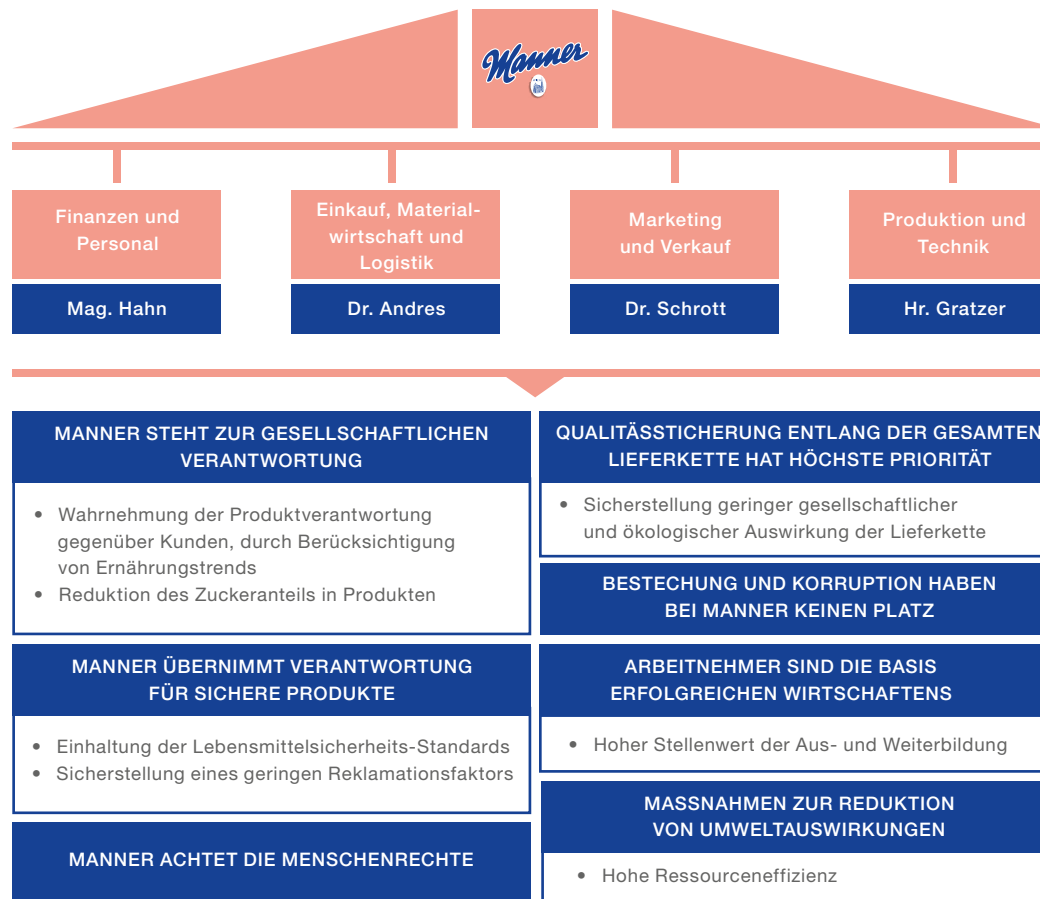 Manner
Finanzen und
Personal
Mag. Hahn
Einkauf, Material-
wirtschaft und
Logistik
Dr. Andres
Marketing
und Verkauf
Dr. Schrott
Produktion und
Technik
Hr. Gratzer
MANNER STEHT ZUR GESELLSCHAFTLICHEN
VERANTWORTUNG
• Wahrnehmung der Produktverantwortung
gegenüber Kunden, durch Berücksichtigung
von Ernährungstrends
• Reduktion des Zuckeranteils in Produkten
MANNER ÜBERNIMMT VERANTWORTUNG
FÜR SICHERE PRODUKTE
• Einhaltung der Lebensmittelsicherheits-Standards
• Sicherstellung eines geringen Reklamationsfaktors
MANNER ACHTET DIE MENSCHENRECHTE
QUALITÄSSTICHERUNG ENTLANG DER GESAMTEN
LIEFERKETTE HAT HÖCHSTE PRIORITÄT
• Sicherstellung geringer gesellschaftlicher
und ökologischer Auswirkung der Lieferkette
BESTECHUNG UND KORRUPTION HABEN
BEI MANNER KEINEN PLATZ
ARBEITNEHMER SIND DIE BASIS
ERFOLGREICHEN WIRTSCHAFTENS
• Hoher Stellenwert der Aus- und Weiterbildung
MASSNAHMEN ZUR REDUKTION
VON UMWELTAUSWIRKUNGEN
• Hohe Ressourceneffizienz